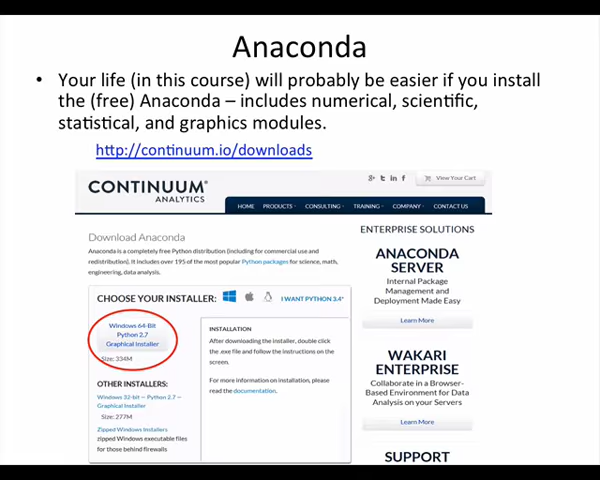 Anaconda
• Your life (in this course) will probably be easier if you install
the (free) Anaconda – includes numerical, scientific,
statistical, and graphics modules.
http://continuum.io/downloads
CONTINUUM®
ANALYTICS
View Your Cart
HOME PRODUCTS CONSULTING TRAINING COMPANY CONTACT US
Download Anaconda
Anaconda is a completely free Python distribution (including for commercial use and
redistribution). It includes over 195 of the most popular Python packages for science, math,
engineering, data analysis.
CHOOSE YOUR INSTALLER: I WANT PYTHON 3.4*
Windows 64-Bit
Python 2.7
Graphical Installer
Size: 334M
OTHER INSTALLERS:
Windows 32-bit — Python 2.7 —
Graphical Installer
Size: 277M
Zipped Windows Installers
zipped Windows executable files
for those behind firewalls
INSTALLATION
After downloading the installer, double click
the .exe file and follow the instructions on the
screen.
For more information on installation, please
read the documentation.
ENTERPRISE SOLUTIONS
ANACONDA
SERVER
Internal Package
Management and
Deployment Made Easy
Learn More
WAKARI
ENTERPRISE
Collaborate in a Browser-
Based Environment for Data
Analysis on your Servers
Learn More
SUPPORT